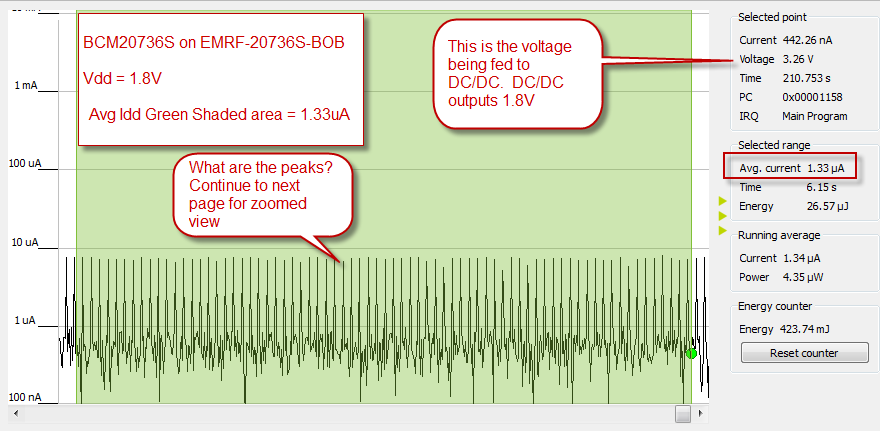 10 mA
1 mA
100 uA
10 uA
1 uA
100 nA
BCM20736S on EMRF-20736S-BOB
Vdd = 1.8V
Avg Idd Green Shaded area = 1.33uA
This is the voltage
being fed to
DC/DC. DC/DC
outputs 1.8V
What are the peaks?
Continue to next
page for zoomed
view
Selected point
Current 442.26 nA
Voltage 3.26 V
Time 210.753 s
PC 0x00001158
IRQ Main Program
Selected range
Avg. current 1.33 µA
Time 6.15 s
Energy 26.57 µJ
Running average
Current 1.34 µA
Power 4.35 µW
Energy counter
Energy 423.74 mJ
Reset counter